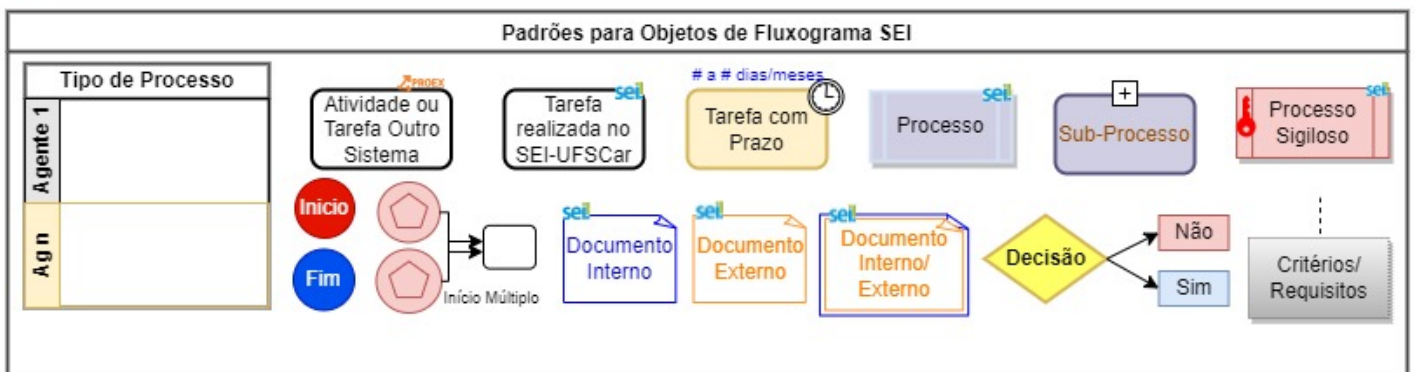 Padrões para Objetos de Fluxograma SEI
Tipo de Processo
Agente 1
Ag n
PROEX
Atividade ou
Tarefa Outro
Sistema
sei!
Tarefa
realizada no
SEI-UFSCar
# a # dias/meses
Tarefa com
Prazo
sei!
Processo
+
Sub-Processo
sei!
Processo
Sigiloso
Inicio
Fim
Início Múltiplo
sei!
Documento
Interno
sei!
Documento
Externo
sei!
Documento
Interno/
Externo
Decisão
Não
Sim
Critérios/
Requisitos